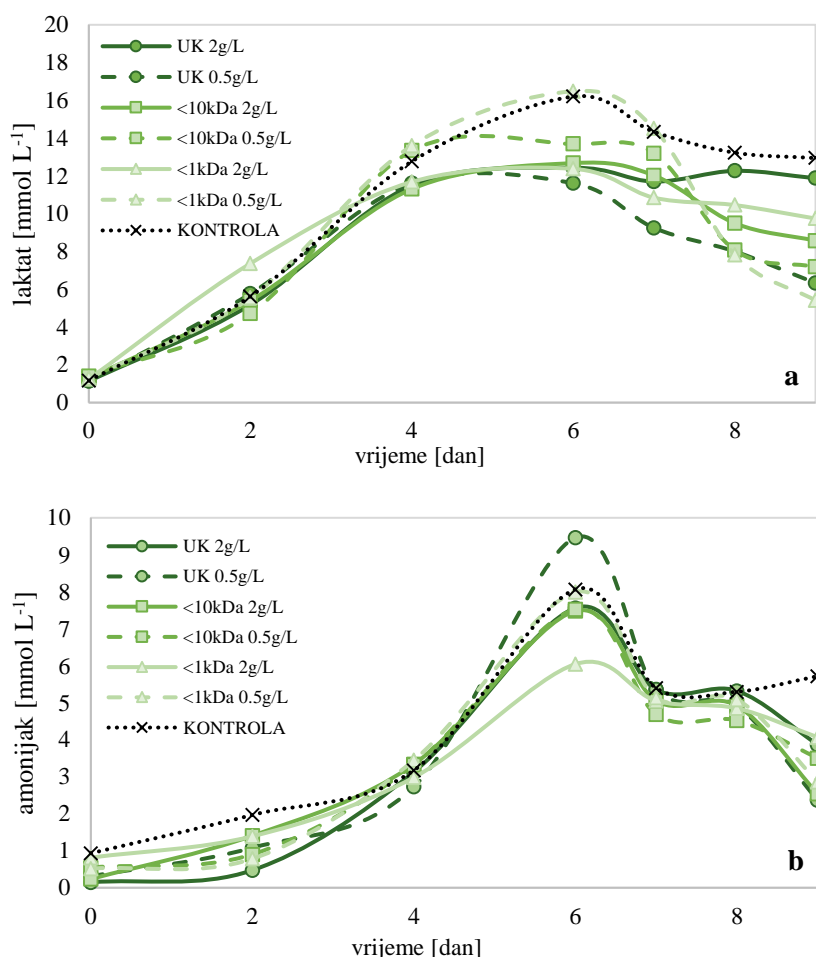 20
18
16
14
12
10
8
6
4
2
0
laktat [mmol L-1]
UK 2g/L
UK 0.5g/L
<10kDa 2g/L
<10kDa 0.5g/L
<1kDa 2g/L
<1kDa 0.5g/L
KONTROLA
a
0 2 4 6 8
vrijeme [dan]
10
9
8
7
6
5
4
3
2
1
0
amonijak [mmol L-1]
UK 2g/L
UK 0.5g/L
<10kDa 2g/L
<10kDa 0.5g/L
<1kDa 2g/L
<1kDa 0.5g/L
KONTROLA
b
0 2 4 6 8
vrijeme [dan]